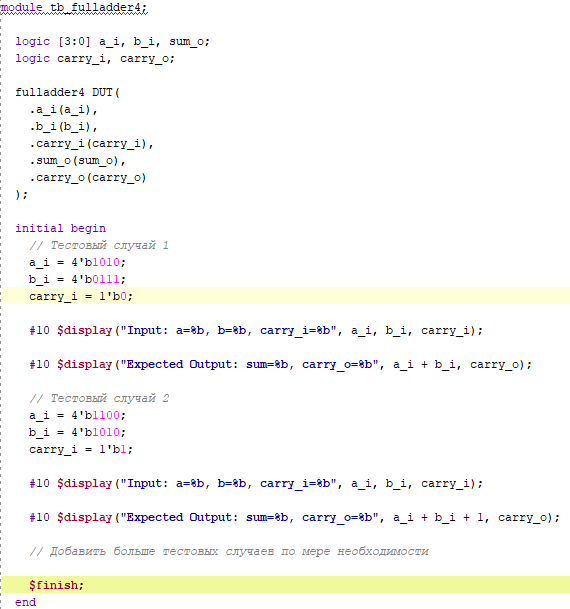 module tb_fulladder4;
logic [3:0] a_i, b_i, sum_o;
logic carry_i, carry_o;
fulladder4 DUT(
.a_i(a_i),
.b_i(b_i),
.carry_i(carry_i),
.sum_o(sum_o),
.carry_o(carry_o)
);
initial begin
// Тестовый случай 1
a_i = 4'b1010;
b_i = 4'b0111;
carry_i = 1'b0;
#10 $display("Input: a=%b, b=%b, carry_i=%b", a_i, b_i, carry_i);
#10 $display("Expected Output: sum=%b, carry_o=%b", a_i + b_i, carry_o);
// Тестовый случай 2
a_i = 4'b1100;
b_i = 4'b1010;
carry_i = 1'b1;
#10 $display("Input: a=%b, b=%b, carry_i=%b", a_i, b_i, carry_i);
#10 $display("Expected Output: sum=%b, carry_o=%b", a_i + b_i + 1, carry_o);
// Добавить больше тестовых случаев по мере необходимости
$finish;
end